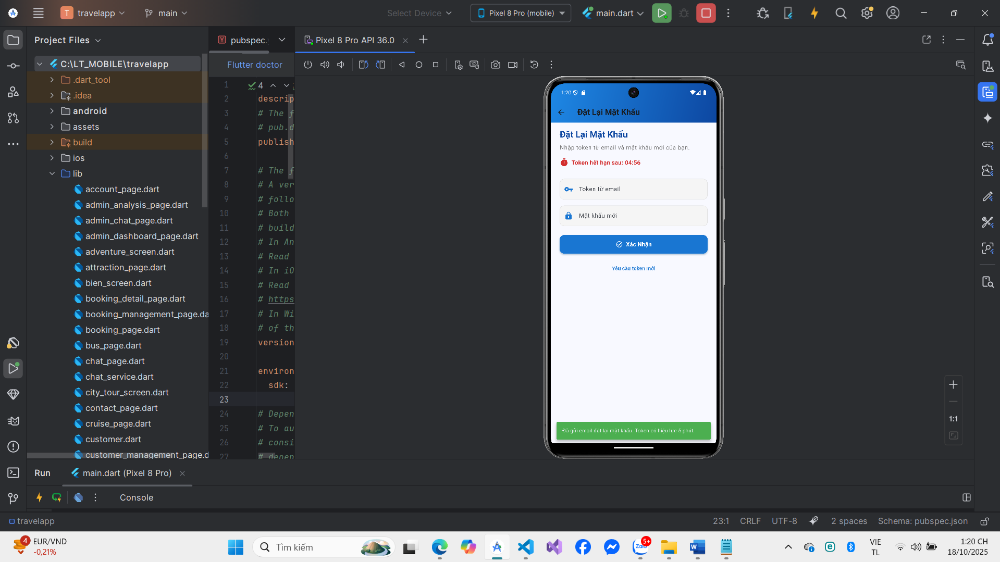 T travelapp
main
Select Device
Pixel 8 Pro (mobile)
main.dart
Project Files
Y pubspec.
Pixel 8 Pro API 36.0
Flutter doctor
C:\LT_MOBILE\travelapp
.dart_tool
.idea
android
assets
build
ios
lib
account_page.dart
admin_analysis_page.dart
admin_chat_page.dart
admin_dashboard_page.dart
adventure_screen.dart
attraction_page.dart
bien_screen.dart
booking_detail_page.dart
booking_management_page.da
booking_page.dart
bus_page.dart
chat_page.dart
chat_service.dart
city_tour_screen.dart
contact_page.dart
cruise_page.dart
customer.dart
customer_management_page.d
1 4
2 descrip
3 # The f
4 # pub.d
5 publish
6
7 # The f
8 # A ver
9 # follo
10 # Both
11 # build
12 # In An
13 # Read
14 # In iO
15 # Read
16 # https
17 # In Wi
18 # of th
19 version
20
21 environ
22 sdk:
23
24 # Depen
25 # To au
26 # consi
27 # depen
1:20
Đặt Lại Mật Khẩu
Đặt Lại Mật Khẩu
Nhập token từ email và mật khẩu mới của bạn.
Token hết hạn sau: 04:56
Token từ email
Mật khẩu mới
Xác Nhận
Yêu cầu token mới
Đã gửi email đặt lại mật khẩu. Token có hiệu lực 5 phút.
1:1
Run
main.dart (Pixel 8 Pro)
Console
travelapp
23:1 CRLF UTF-8 2 spaces Schema: pubspec.json
4
EUR/VND
-0,21%
Tìm kiếm
Zalo
5+
VIE
TL
1:20 CH
18/10/2025